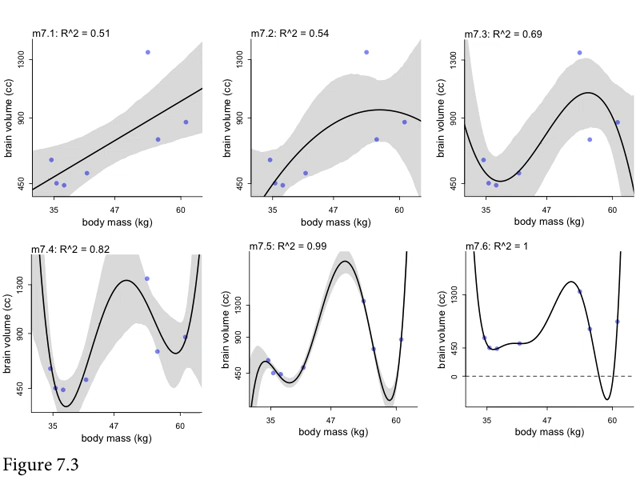 m7.1: R^2 = 0.51
brain volume (cc)
1300
900
450
35 47 60
body mass (kg)
m7.2: R^2 = 0.54
brain volume (cc)
1300
900
450
35 47 60
body mass (kg)
m7.3: R^2 = 0.69
brain volume (cc)
1300
900
450
35 47 60
body mass (kg)
m7.4: R^2 = 0.82
brain volume (cc)
1300
900
450
35 47 60
body mass (kg)
m7.5: R^2 = 0.99
brain volume (cc)
1300
900
450
35 47 60
body mass (kg)
m7.6: R^2 = 1
brain volume (cc)
1300
450
0
35 47 60
body mass (kg)
Figure 7.3